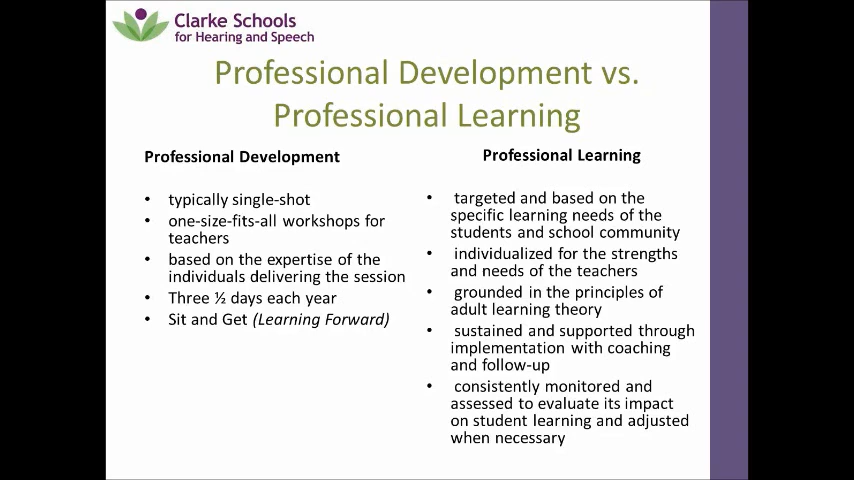 Clarke Schools
for Hearing and Speech
Professional Development vs.
Professional Learning
Professional Development
• typically single-shot
• one-size-fits-all workshops for
teachers
• based on the expertise of the
individuals delivering the session
• Three ½ days each year
• Sit and Get (Learning Forward)
Professional Learning
• targeted and based on the
specific learning needs of the
students and school community
• individualized for the strengths
and needs of the teachers
• grounded in the principles of
adult learning theory
• sustained and supported through
implementation with coaching
and follow-up
• consistently monitored and
assessed to evaluate its impact
on student learning and adjusted
when necessary